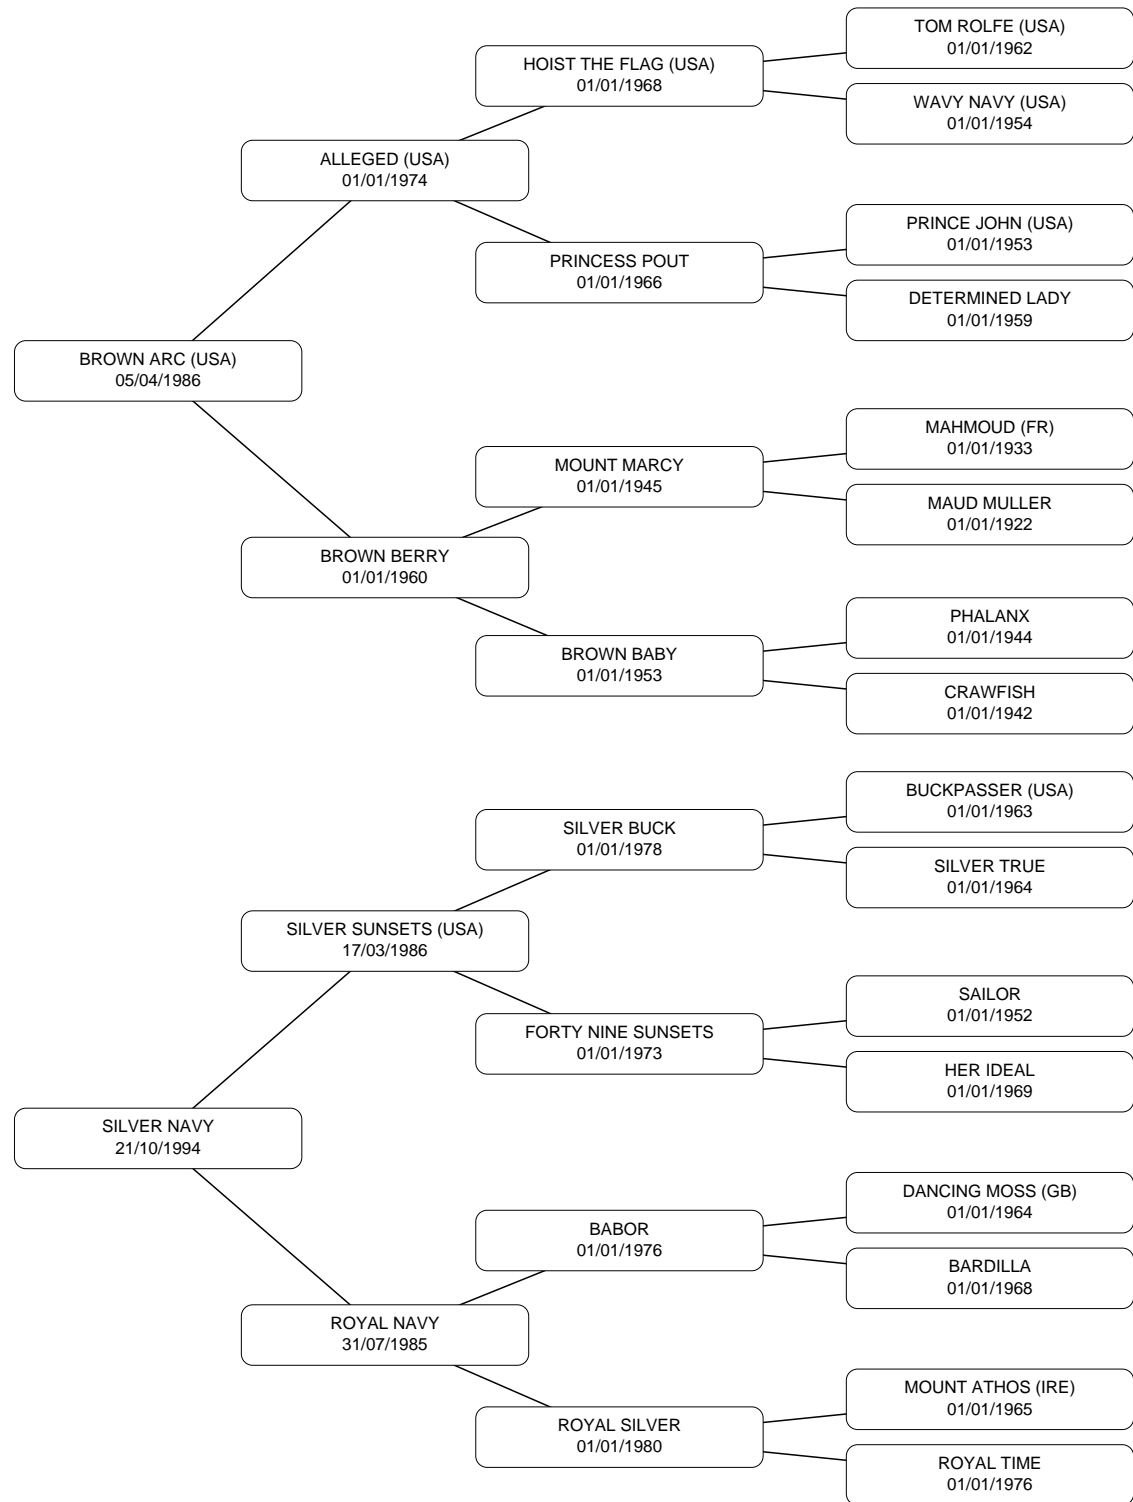 TOM ROLFE (USA)
01/01/1962
HOIST THE FLAG (USA)
01/01/1968
WAVY NAVY (USA)
01/01/1954
ALLEGED (USA)
01/01/1974
PRINCE JOHN (USA)
01/01/1953
PRINCESS POUT
01/01/1966
DETERMINED LADY
01/01/1959
BROWN ARC (USA)
05/04/1986
MAHMOUD (FR)
01/01/1933
MOUNT MARCY
01/01/1945
MAUD MULLER
01/01/1922
BROWN BERRY
01/01/1960
PHALANX
01/01/1944
BROWN BABY
01/01/1953
CRAWFISH
01/01/1942
BUCKPASSER (USA)
01/01/1963
SILVER BUCK
01/01/1978
SILVER TRUE
01/01/1964
SILVER SUNSETS (USA)
17/03/1986
SAILOR
01/01/1952
FORTY NINE SUNSETS
01/01/1973
HER IDEAL
01/01/1969
SILVER NAVY
21/10/1994
DANCING MOSS (GB)
01/01/1964
BABOR
01/01/1976
BARDILLA
01/01/1968
ROYAL NAVY
31/07/1985
MOUNT ATHOS (IRE)
01/01/1965
ROYAL SILVER
01/01/1980
ROYAL TIME
01/01/1976